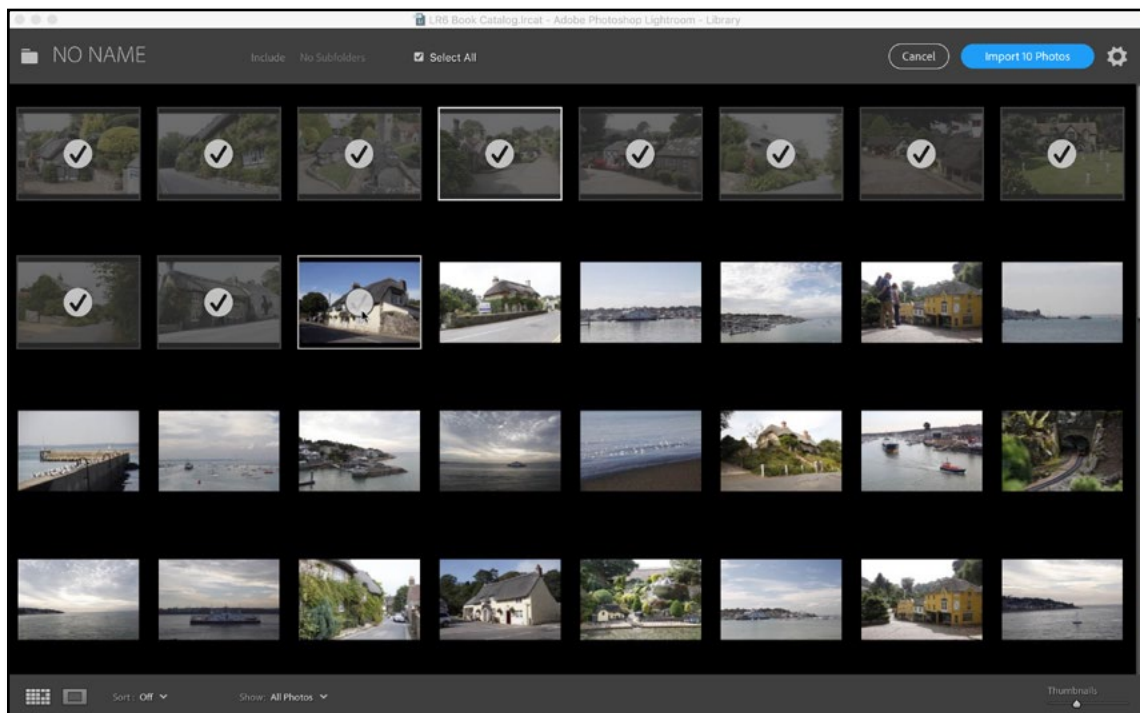 LR6 Book Catalog.lrcat - Adobe Photoshop Lightroom - Library
NO NAME
Include No Subfolders
Select All
Cancel
Import 10 Photos
Sort: Off
Show: All Photos
Thumbnails